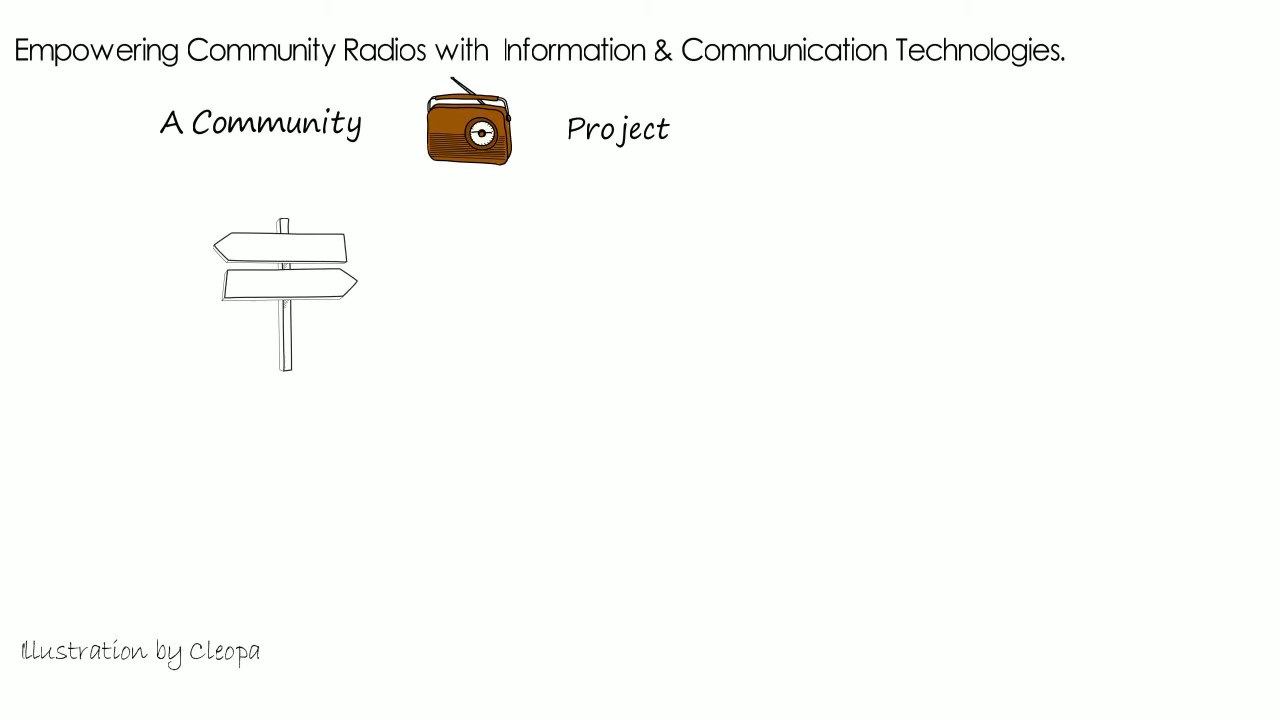 Empowering Community Radios with Information & Communication Technologies.
A Community Project
Illustration by Cleopa